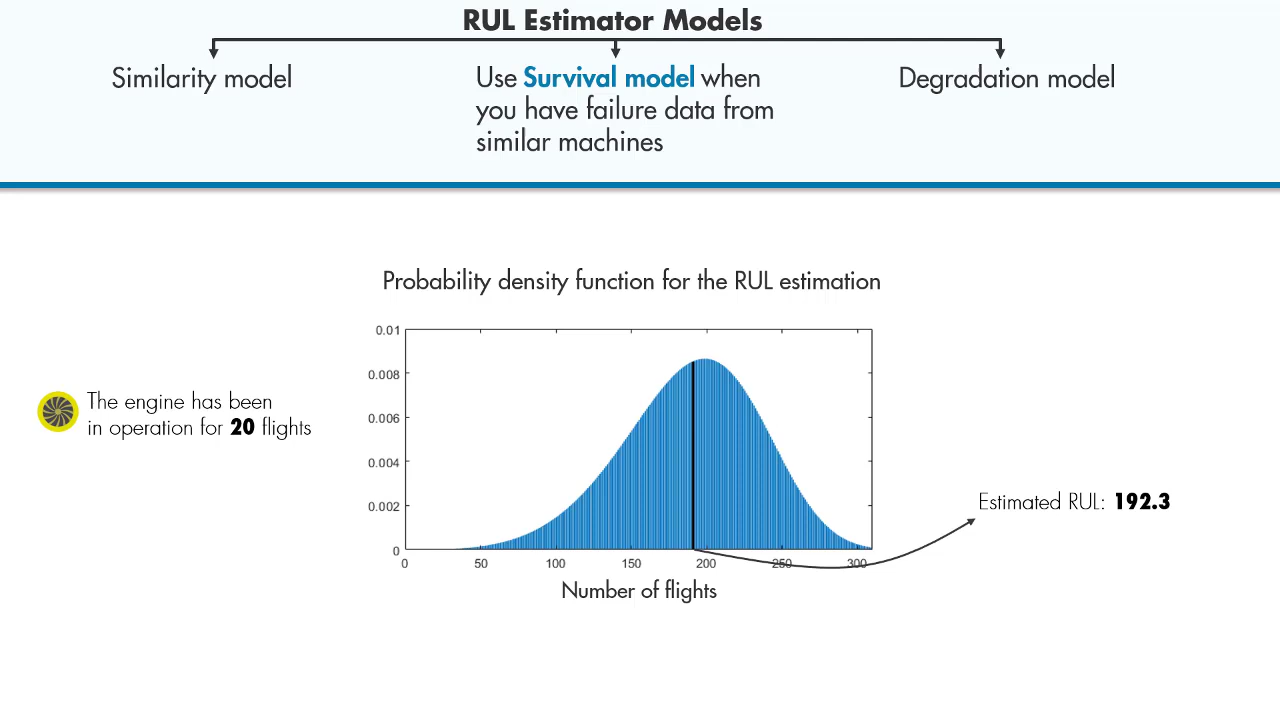 RUL Estimator Models
Similarity model
Use Survival model when
you have failure data from
similar machines
Degradation model
Probability density function for the RUL estimation
0.01
0.008
0.006
0.004
0.002
0
0 50 100 150 200 250 300
Number of flights
The engine has been
in operation for 20 flights
Estimated RUL: 192.3